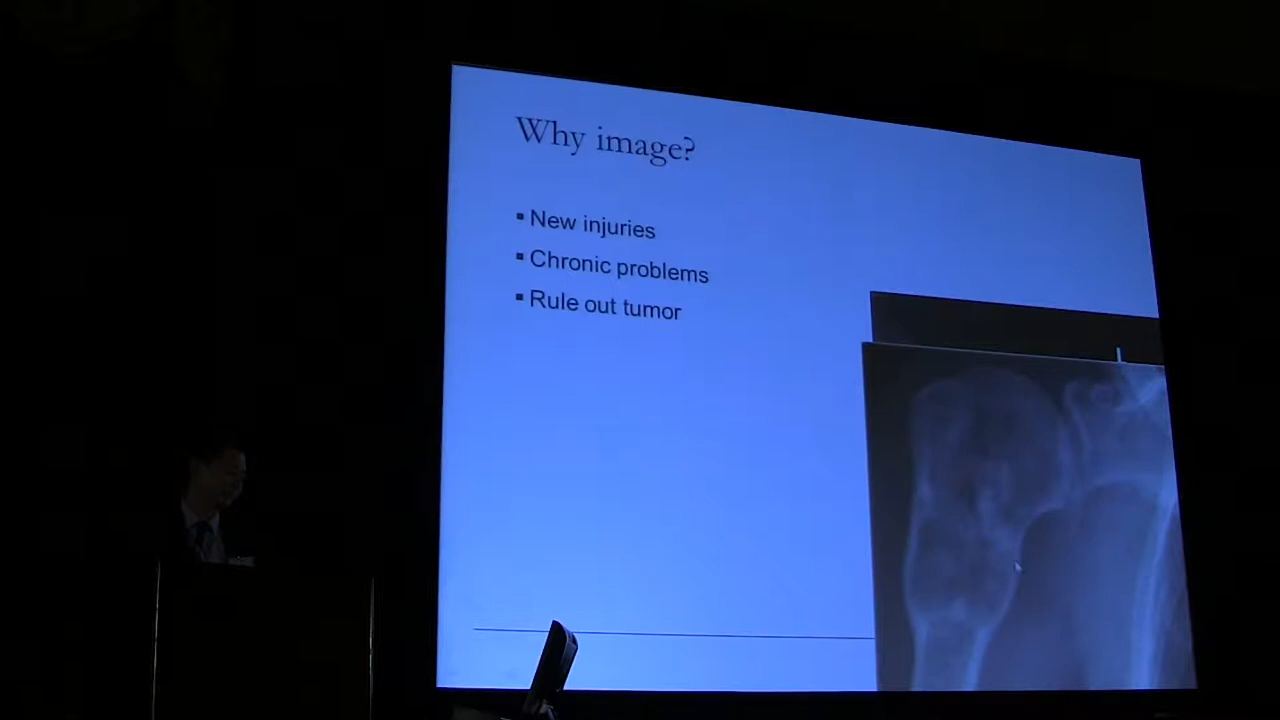 Why image?
▪ New injuries
▪ Chronic problems
▪ Rule out tumor